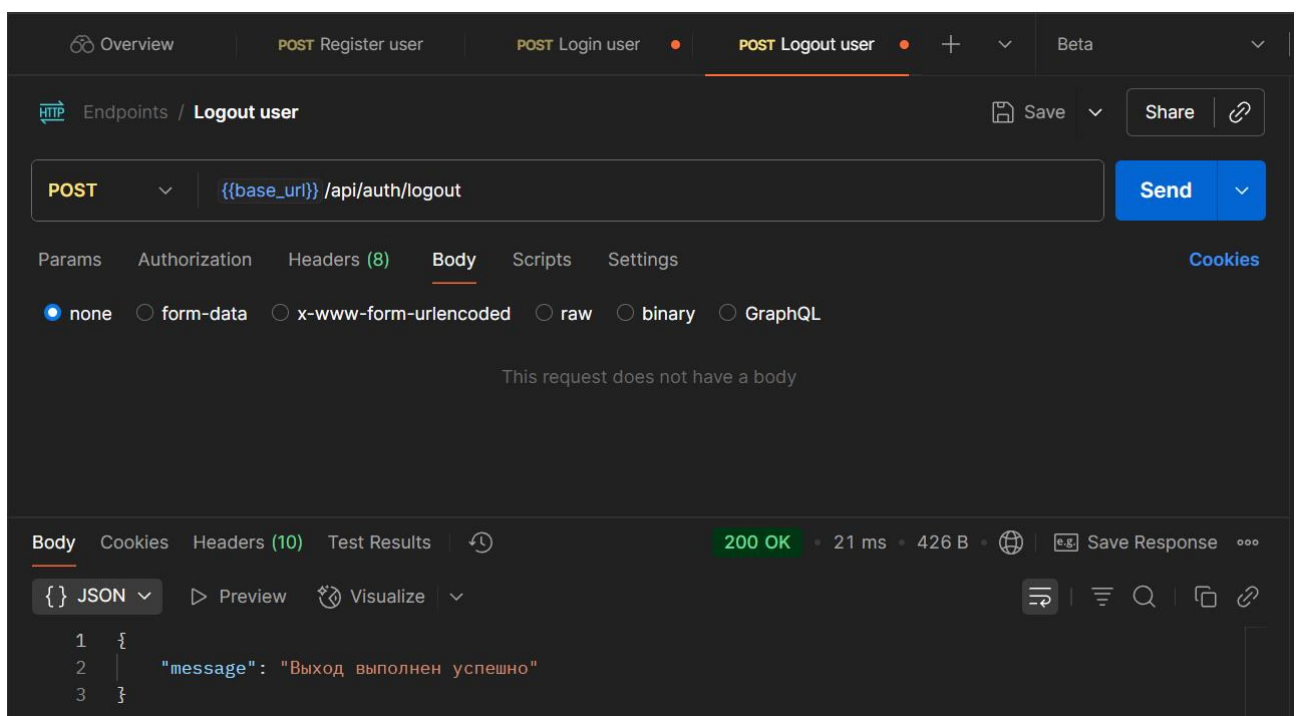 Overview POST Register user POST Login user POST Logout user Beta
HTTP Endpoints / Logout user Save Share
POST {{base_url}} /api/auth/logout Send
Params Authorization Headers (8) Body Scripts Settings Cookies
none form-data x-www-form-urlencoded raw binary GraphQL
This request does not have a body
Body Cookies Headers (10) Test Results 200 OK 21 ms 426 B e.g. Save Response
{} JSON Preview Visualize
1 {
2 "message": "Выход выполнен успешно"
3 }